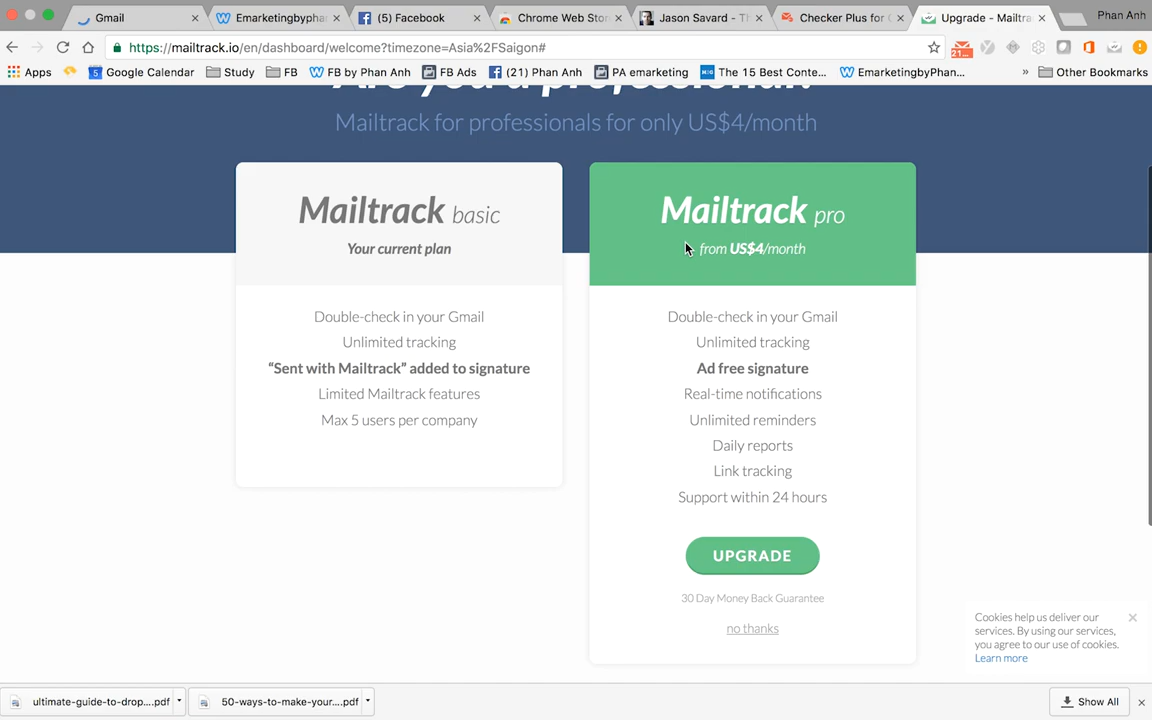 Gmail
Emarketingbyphan
(5) Facebook
Chrome Web Stor
Jason Savard - Th
Checker Plus for G
Upgrade - Mailtra
Phan Anh
https://mailtrack.io/en/dashboard/welcome?timezone=Asia%2FSaigon#
21...
Apps
5 Google Calendar
Study
FB
FB by Phan Anh
FB Ads
(21) Phan Anh
PA emarketing
The 15 Best Conte...
EmarketingbyPhan...
»
Other Bookmarks
Are you a professional?
Mailtrack for professionals for only US$4/month
Mailtrack basic
Your current plan
Double-check in your Gmail
Unlimited tracking
“Sent with Mailtrack” added to signature
Limited Mailtrack features
Max 5 users per company
Mailtrack pro
from US$4/month
Double-check in your Gmail
Unlimited tracking
Ad free signature
Real-time notifications
Unlimited reminders
Daily reports
Link tracking
Support within 24 hours
UPGRADE
30 Day Money Back Guarantee
no thanks
Cookies help us deliver our
services. By using our services,
you agree to our use of cookies.
Learn more
ultimate-guide-to-drop....pdf
50-ways-to-make-your....pdf
Show All